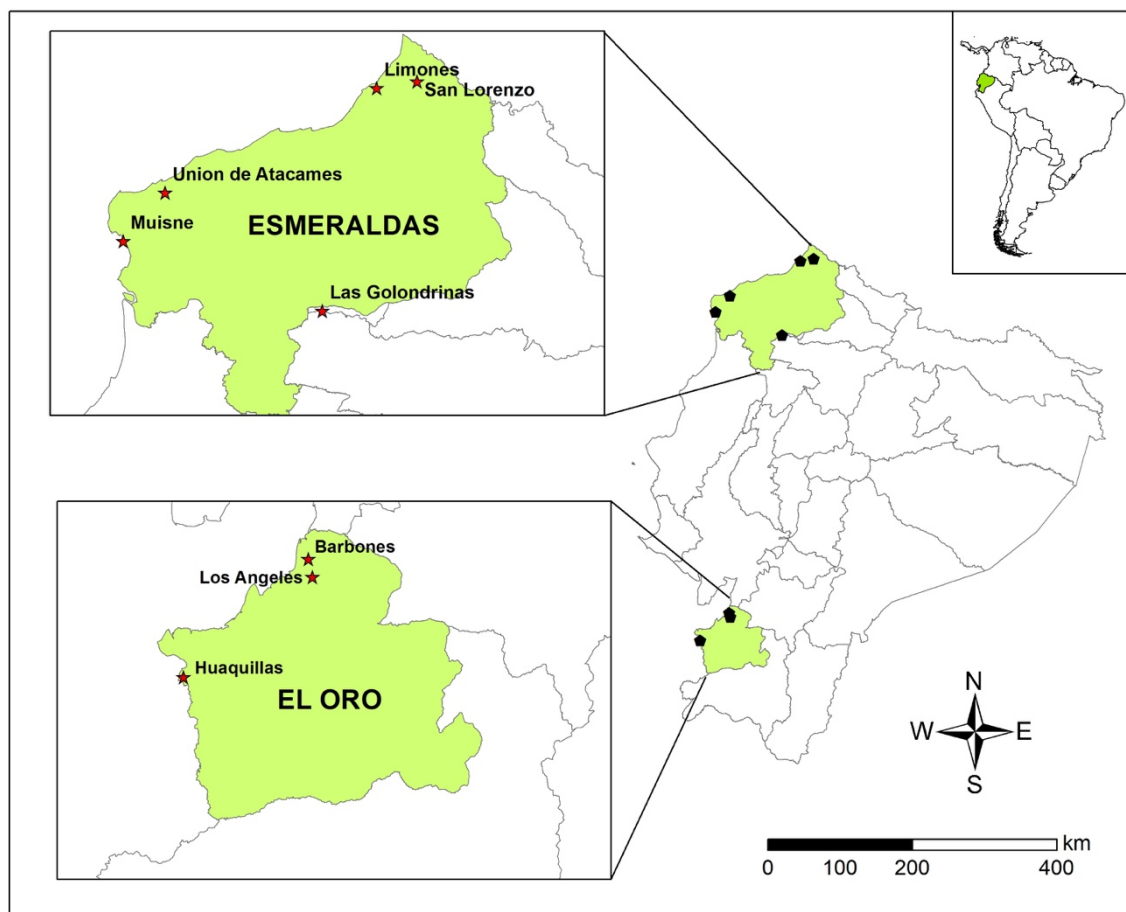 Limones
San Lorenzo
Union de Atacames
Muisne
ESMERALDAS
Las Golondrinas
Barbones
Los Angeles
Huaquillas
EL ORO
N
W E
S
km
0 100 200 400